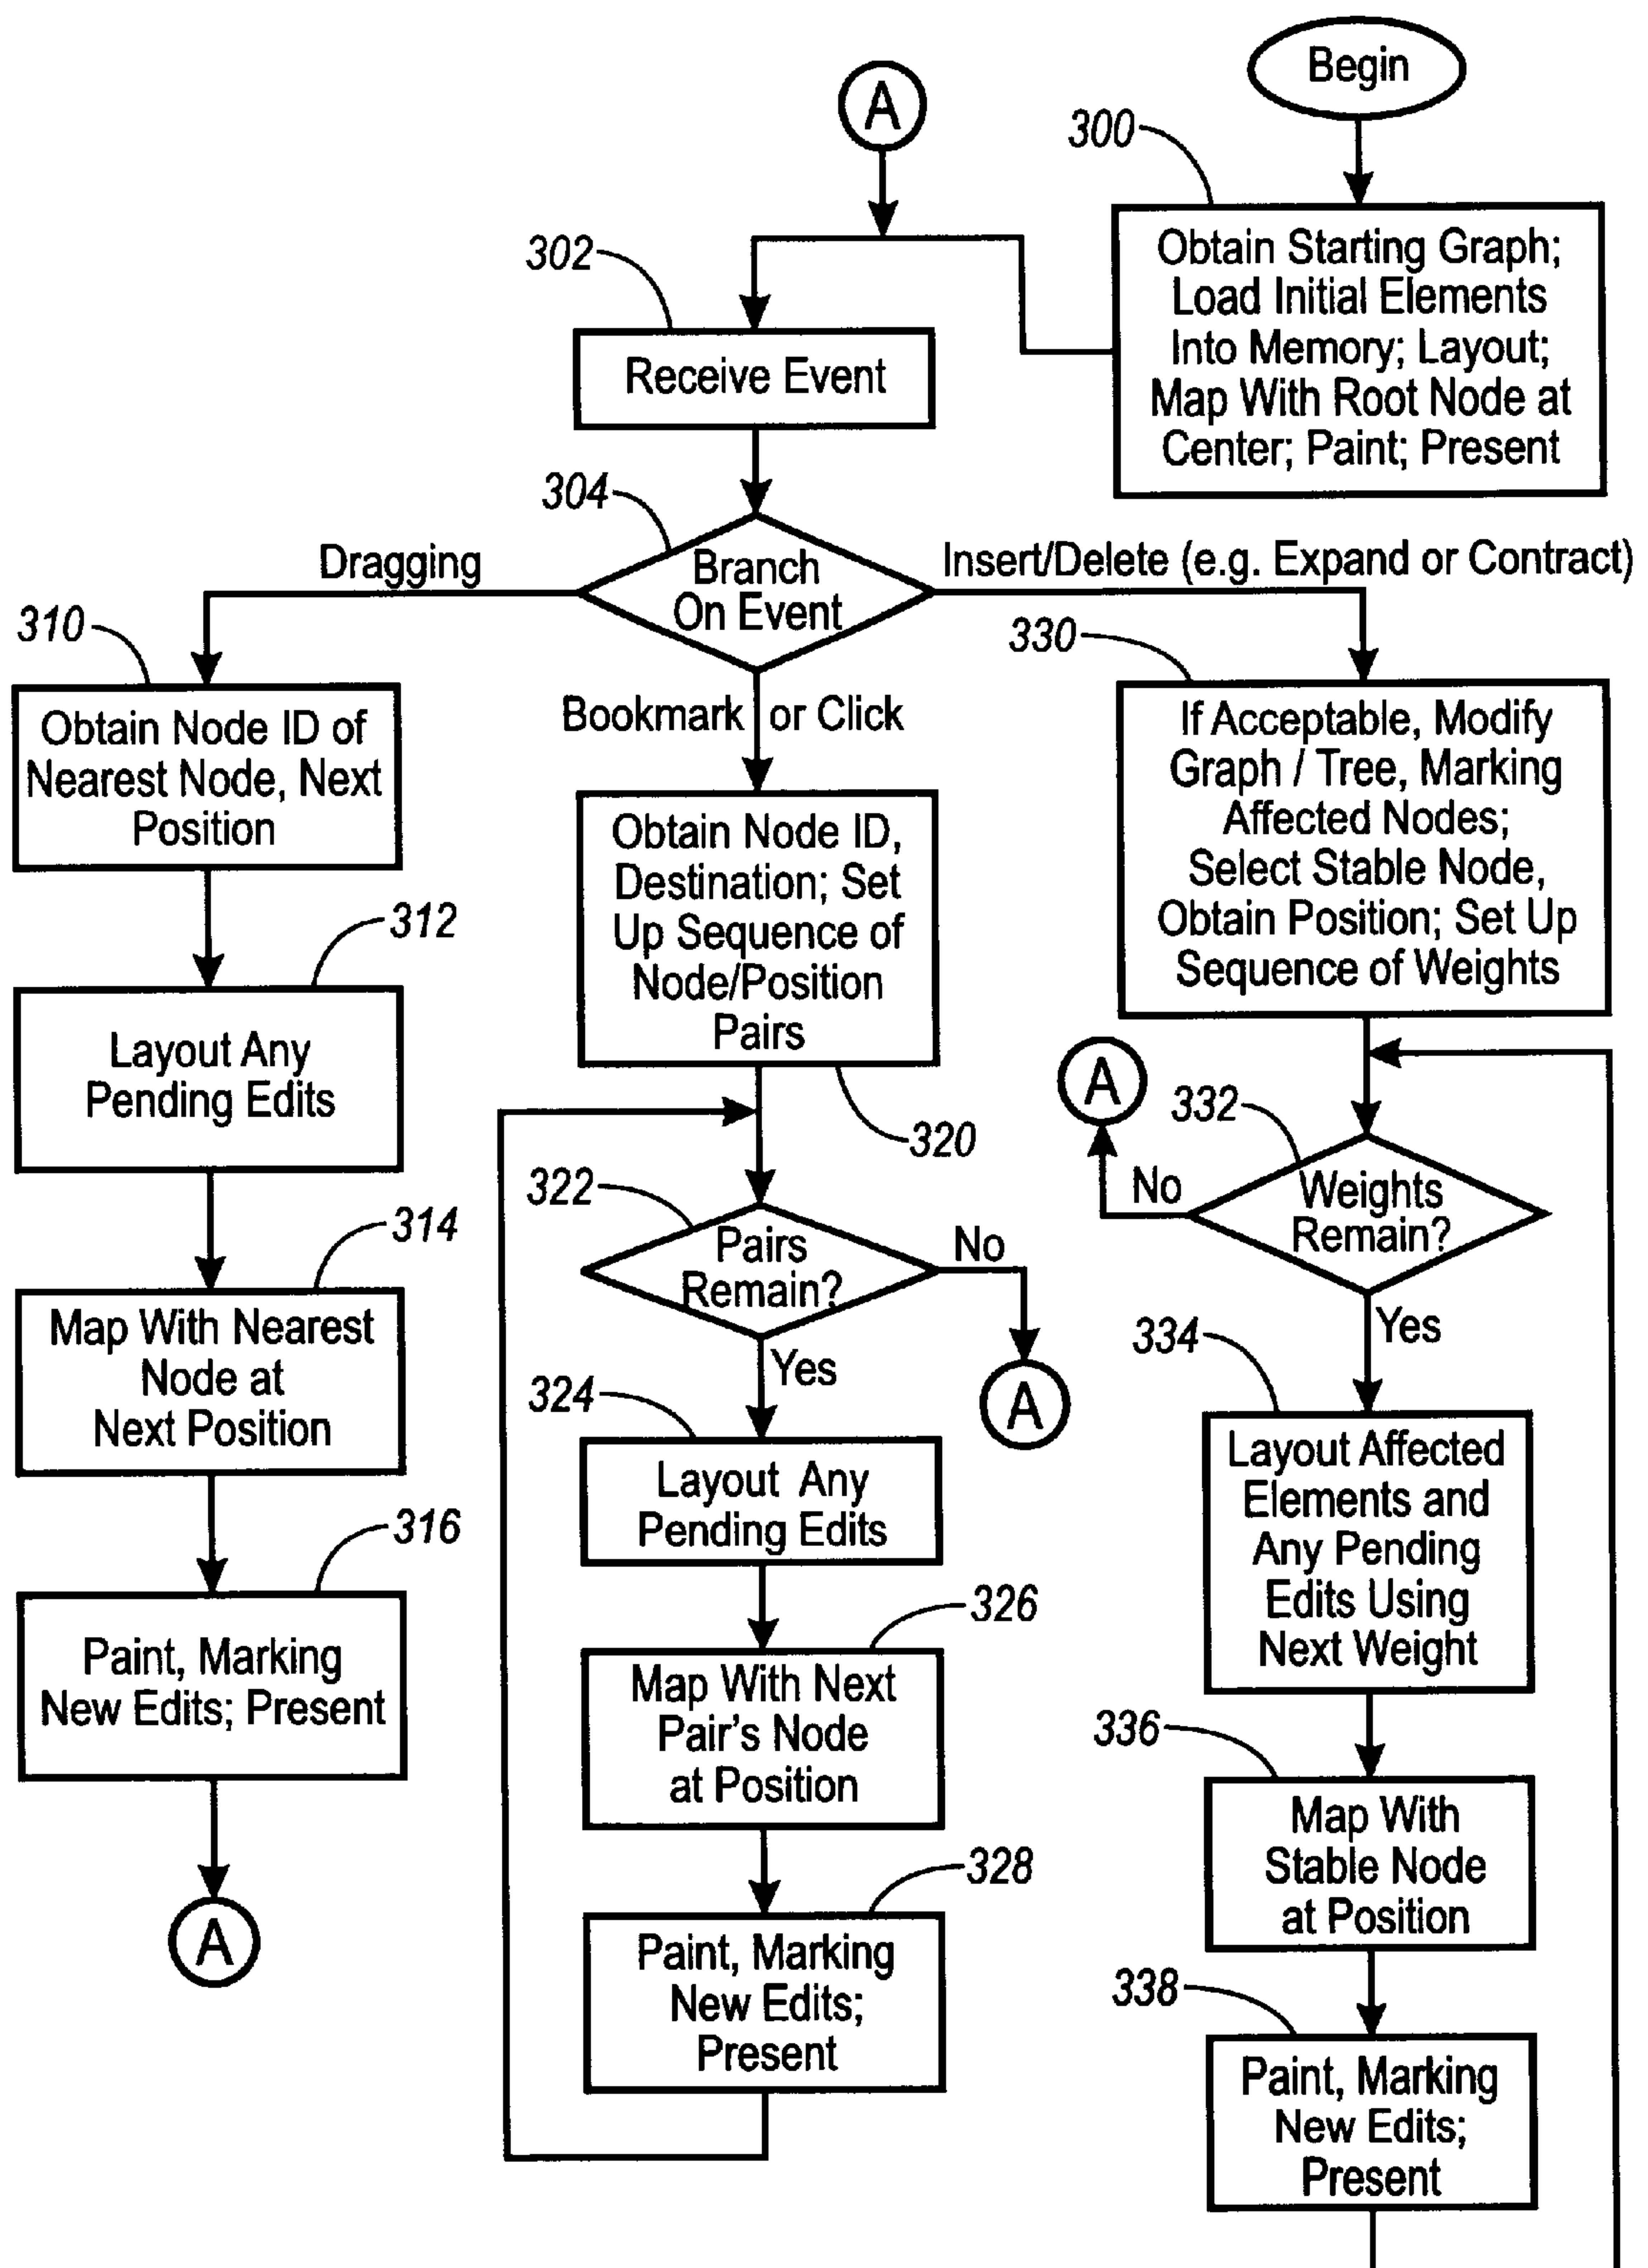 Begin
A
300
Obtain Starting Graph;
Load Initial Elements
Into Memory; Layout;
Map With Root Node at
Center; Paint; Present
302
Receive Event
304
Branch
On Event
Dragging
Insert/Delete (e.g. Expand or Contract)
Bookmark or Click
310
Obtain Node ID of
Nearest Node, Next
Position
312
Layout Any
Pending Edits
314
Map With Nearest
Node at
Next Position
316
Paint, Marking
New Edits; Present
A
Obtain Node ID,
Destination; Set
Up Sequence of
Node/Position
Pairs
320
322
Pairs
Remain?
No
A
Yes
324
Layout Any
Pending Edits
326
Map With Next
Pair's Node
at Position
328
Paint, Marking
New Edits;
Present
330
If Acceptable, Modify
Graph / Tree, Marking
Affected Nodes;
Select Stable Node,
Obtain Position; Set Up
Sequence of Weights
A
332
No
Weights
Remain?
Yes
334
Layout Affected
Elements and
Any Pending
Edits Using
Next Weight
336
Map With
Stable Node
at Position
338
Paint, Marking
New Edits;
Present